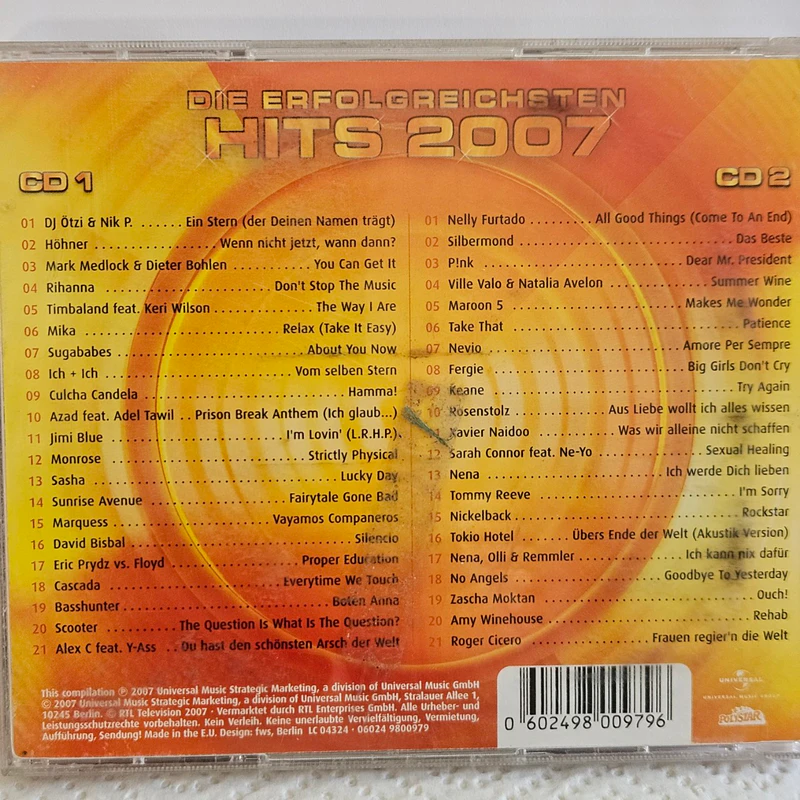 DIE ERFOLGREICHSTEN
HITS 2007
CD 1
01 DJ Ötzi & Nik P. ...... Ein Stern (der Deinen Namen trägt)
02 Höhner .................. Wenn nicht jetzt, wann dann?
03 Mark Medlock & Dieter Bohlen ............. You Can Get It
04 Rihanna ............................. Don't Stop The Music
05 Timbaland feat. Keri Wilson .................. The Way I Are
06 Mika ............................... Relax (Take It Easy)
07 Sugababes ............................... About You Now
08 Ich + Ich ............................... Vom selben Stern
09 Culcha Candela ................................... Hamma!
10 Azad feat. Adel Tawil .. Prison Break Anthem (Ich glaub...)
11 Jimi Blue ............................. I'm Lovin' (L.R.H.P.)
12 Monrose ................................. Strictly Physical
13 Sasha ......................................... Lucky Day
14 Sunrise Avenue ........................ Fairytale Gone Bad
15 Marquess ............................ Vayamos Companeros
16 David Bisbal ..................................... Silencio
17 Eric Prydz vs. Floyd ...................... Proper Education
18 Cascada ............................. Everytime We Touch
19 Basshunter .................................. Boten Anna
20 Scooter ................. The Question Is What Is The Question?
21 Alex C feat. Y-Ass .. Du hast den schönsten Arsch der Welt
CD 2
01 Nelly Furtado ......... All Good Things (Come To An End)
02 Silbermond ..................................... Das Beste
03 P!nk ..................................... Dear Mr. President
04 Ville Valo & Natalia Avelon ................. Summer Wine
05 Maroon 5 .............................. Makes Me Wonder
06 Take That ........................................ Patience
07 Nevio ................................. Amore Per Sempre
08 Fergie .................................. Big Girls Don't Cry
09 Keane ........................................ Try Again
10 Rosenstolz ................ Aus Liebe wollt ich alles wissen
11 Xavier Naidoo ............. Was wir alleine nicht schaffen
12 Sarah Connor feat. Ne-Yo ................. Sexual Healing
13 Nena ............................ Ich werde Dich lieben
14 Tommy Reeve ................................ I'm Sorry
15 Nickelback ..................................... Rockstar
16 Tokio Hotel ......... Übers Ende der Welt (Akustik Version)
17 Nena, Olli & Remmler ................. Ich kann nix dafür
18 No Angels ......................... Goodbye To Yesterday
19 Zascha Moktan .................................... Ouch!
20 Amy Winehouse .................................. Rehab
21 Roger Cicero ..................... Frauen regier'n die Welt
This compilation ℗ 2007 Universal Music Strategic Marketing, a division of Universal Music GmbH
© 2007 Universal Music Strategic Marketing, a division of Universal Music GmbH, Stralauer Allee 1,
10245 Berlin. © RTL Television 2007 · Vermarktet durch RTL Enterprises GmbH. Alle Urheber- und
Leistungsschutzrechte vorbehalten. Kein Verleih. Keine unerlaubte Vervielfältigung, Vermietung,
Aufführung, Sendung! Made in the E.U. Design: fws, Berlin LC 04324 · 06024 9800979
0 602498 009796
UNIVERSAL
UNIVERSAL MUSIC GROUP
POLYSTAR